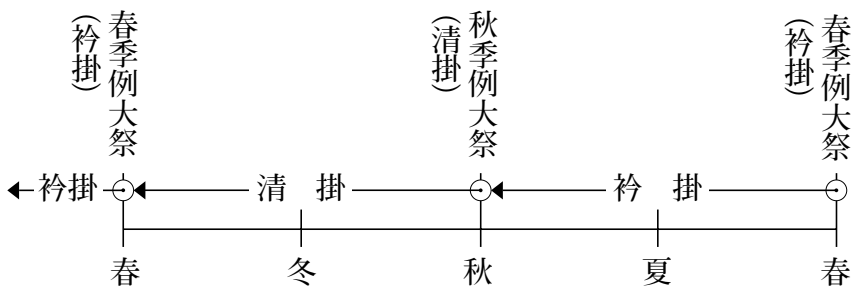 春季例大祭
（衿掛）
秋季例大祭
（清掛）
春季例大祭
（衿掛）
衿掛
清　掛
衿　掛
春
冬
秋
夏
春